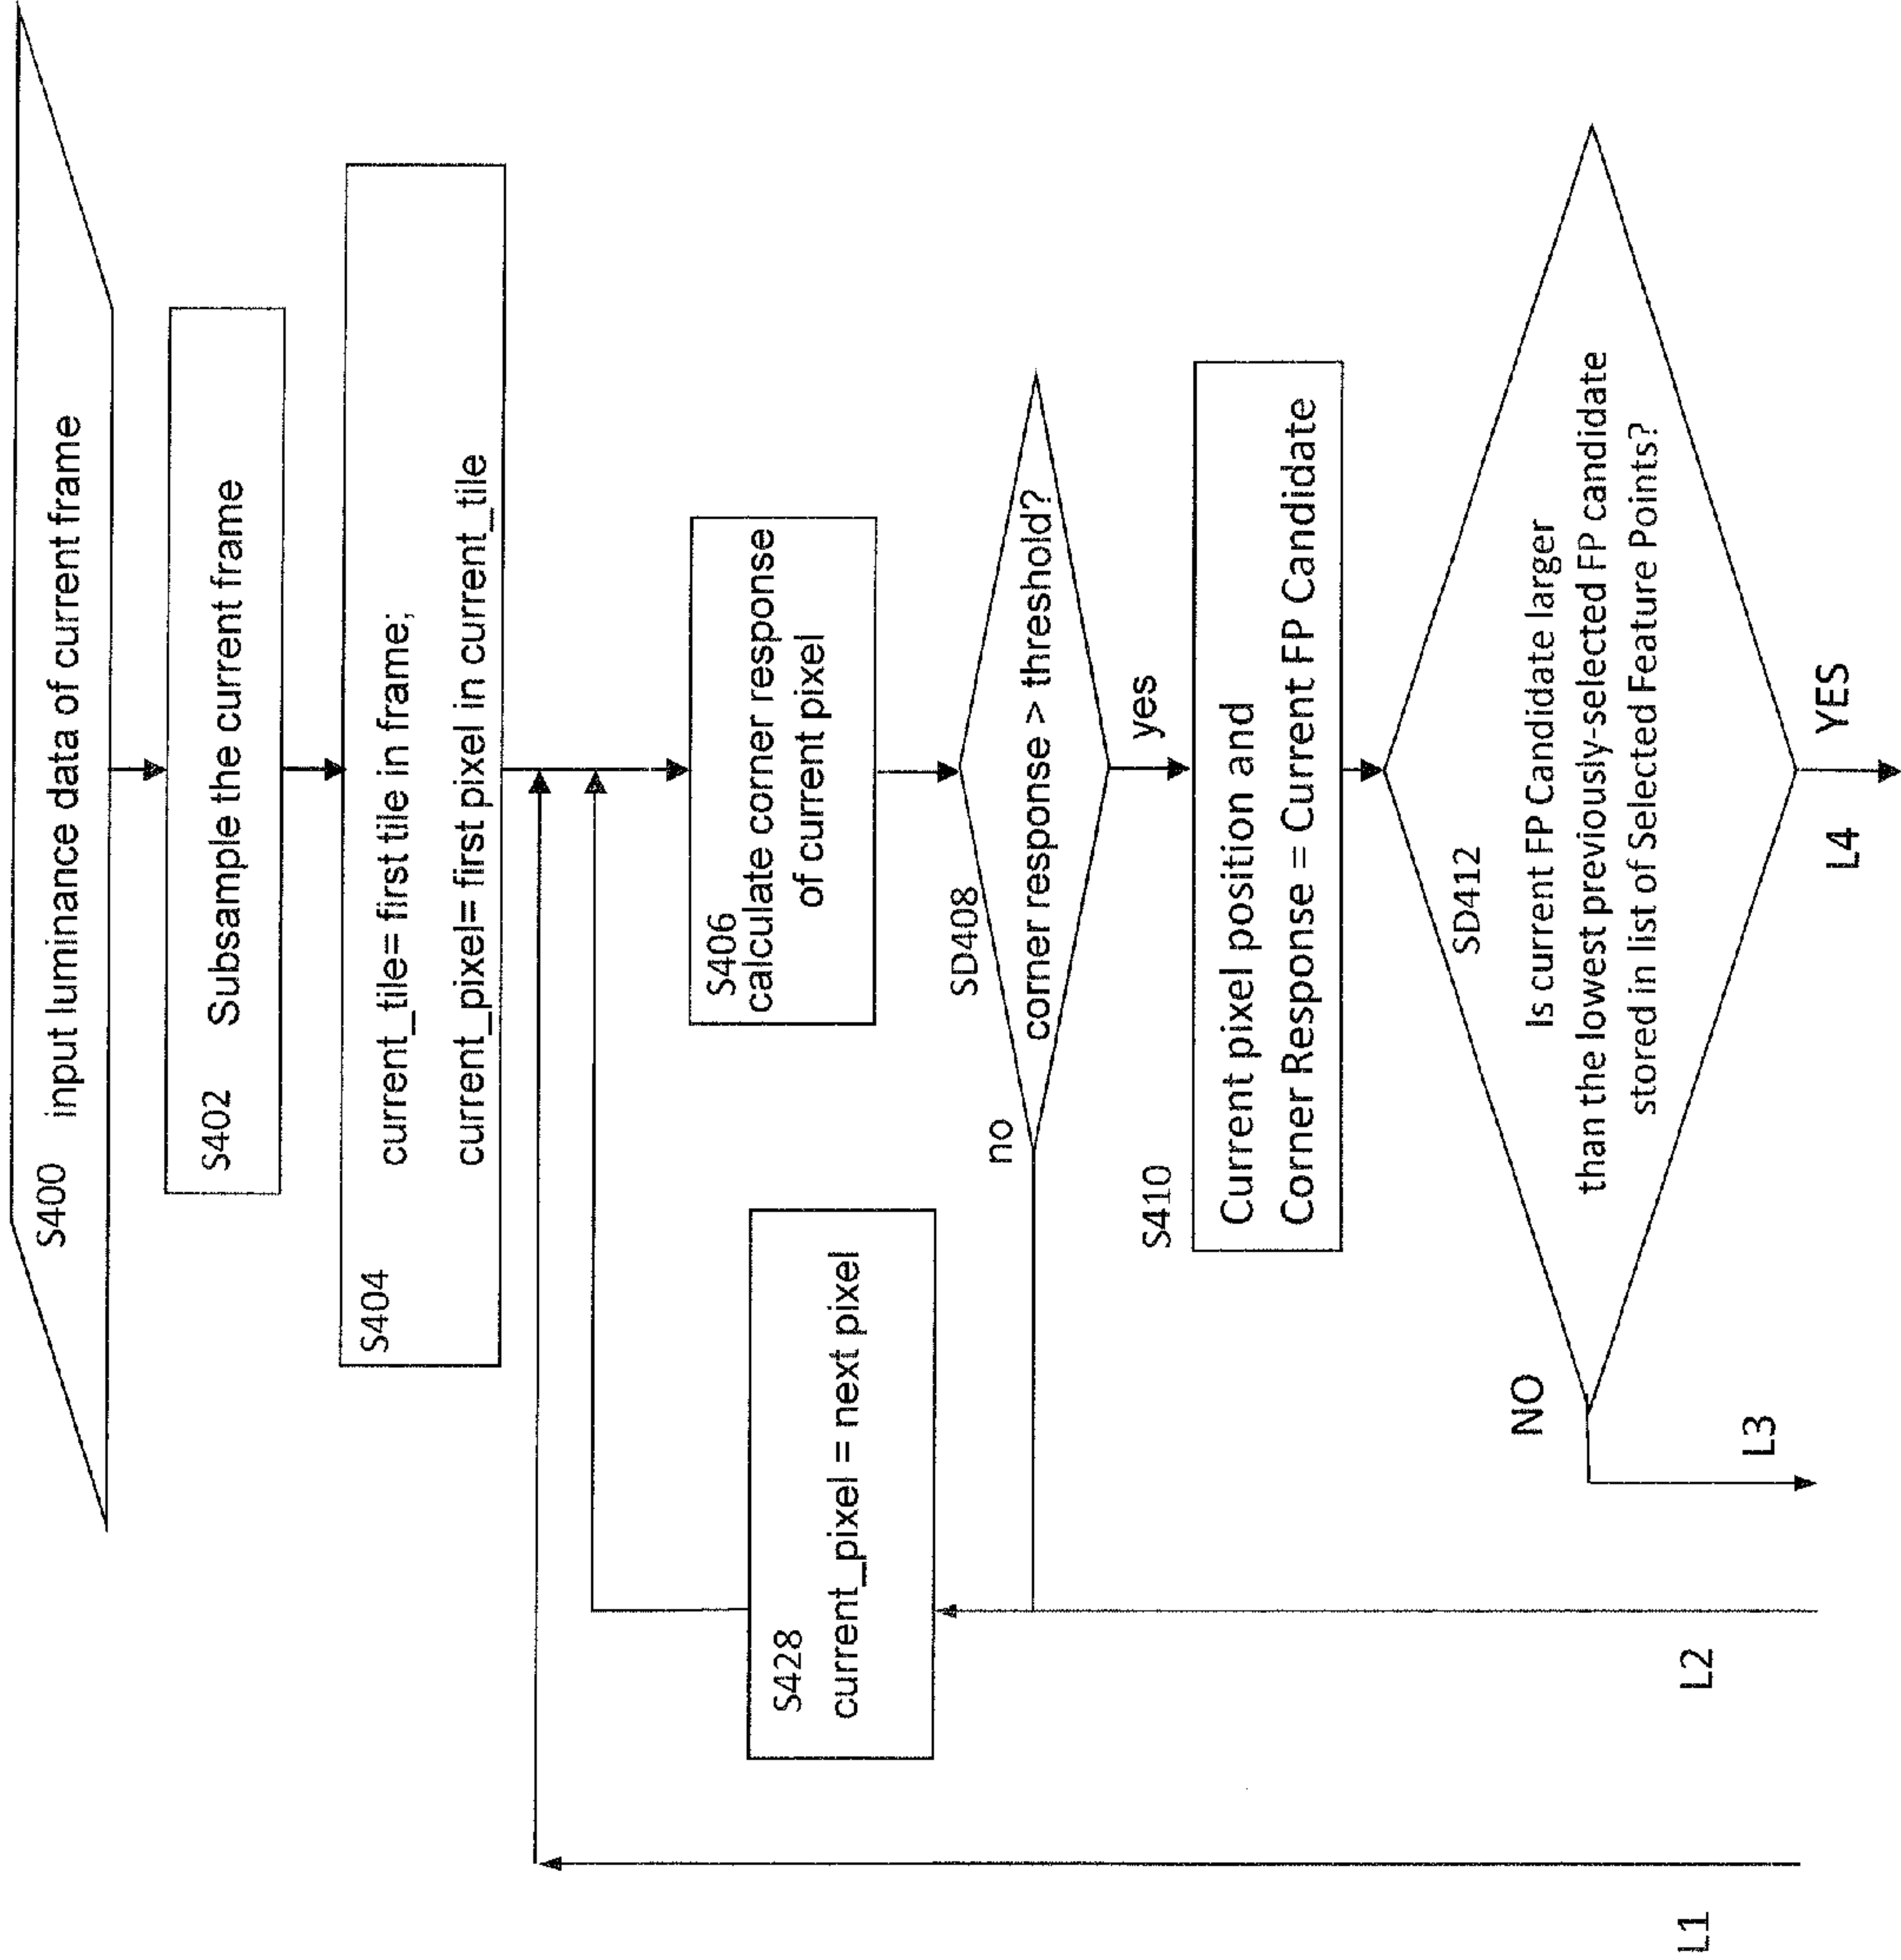 S400 input luminance data of current frame
S402 Subsample the current frame
S404
current_tile= first tile in frame;
current_pixel= first pixel in current_tile
S406
calculate corner response
of current pixel
S428
current_pixel = next pixel
SD408
corner response > threshold?
no
yes
S410
Current pixel position and
Corner Response = Current FP Candidate
SD412
Is current FP Candidate larger
than the lowest previously-selected FP candidate
stored in list of Selected Feature Points?
NO
YES
L1
L2
L3
L4